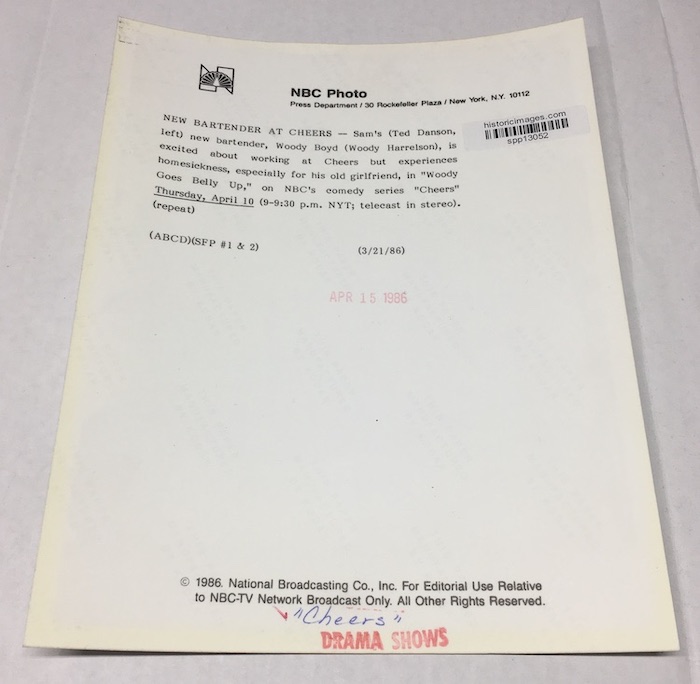 NBC Photo
Press Department / 30 Rockefeller Plaza / New York, N.Y. 10112
historicimages.com
spp13052
NEW BARTENDER AT CHEERS — Sam's (Ted Danson,
left) new bartender, Woody Boyd (Woody Harrelson), is
excited about working at Cheers but experiences
homesickness, especially for his old girlfriend, in "Woody
Goes Belly Up," on NBC's comedy series "Cheers"
Thursday, April 10 (9-9:30 p.m. NYT; telecast in stereo).
(repeat)
(ABCD)(SFP #1 & 2) (3/21/86)
APR 15 1986
© 1986. National Broadcasting Co., Inc. For Editorial Use Relative
to NBC-TV Network Broadcast Only. All Other Rights Reserved.
"Cheers"
DRAMA SHOWS